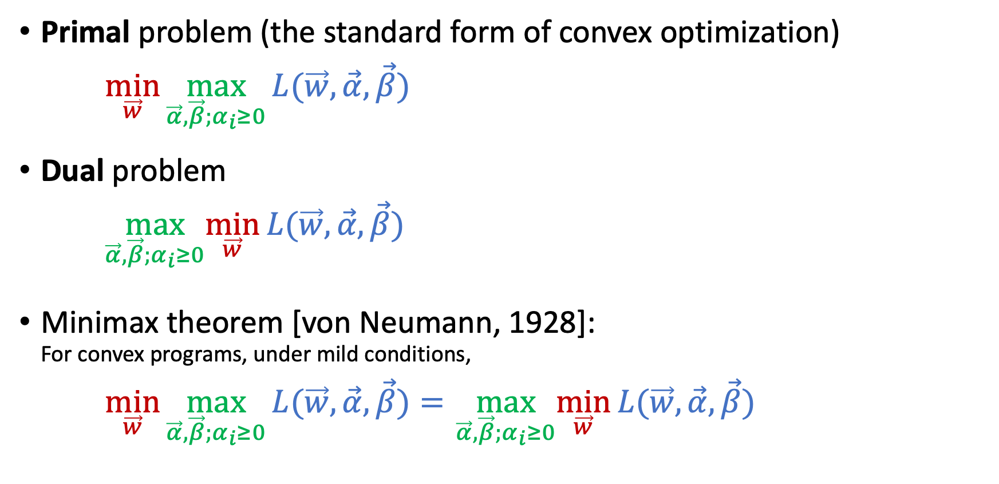 • Primal problem (the standard form of convex optimization)
$\min_{\vec{w}} \max_{\vec{\alpha},\vec{\beta};\alpha_i \geq 0} L(\vec{w}, \vec{\alpha}, \vec{\beta})$
• Dual problem
$\max_{\vec{\alpha},\vec{\beta};\alpha_i \geq 0} \min_{\vec{w}} L(\vec{w}, \vec{\alpha}, \vec{\beta})$
• Minimax theorem [von Neumann, 1928]:
For convex programs, under mild conditions,
$\min_{\vec{w}} \max_{\vec{\alpha},\vec{\beta};\alpha_i \geq 0} L(\vec{w}, \vec{\alpha}, \vec{\beta}) = \max_{\vec{\alpha},\vec{\beta};\alpha_i \geq 0} \min_{\vec{w}} L(\vec{w}, \vec{\alpha}, \vec{\beta})$